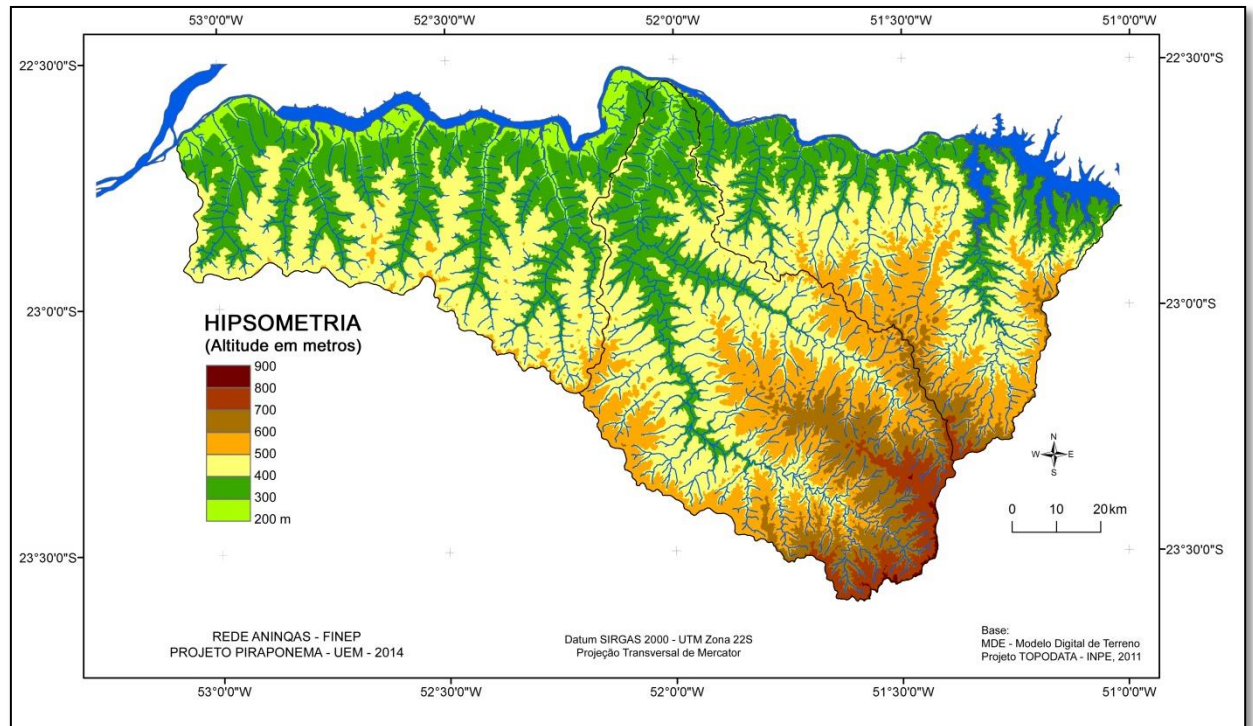 53°0'0"W 52°30'0"W 52°0'0"W 51°30'0"W 51°0'0"W
22°30'0"S 22°30'0"S
23°0'0"S 23°0'0"S
HIPSOMETRIA
(Altitude em metros)
900
800
700
600
500
400
300
200 m
N
W E
S
0 10 20 km
23°30'0"S 23°30'0"S
REDE ANINQAS - FINEP
PROJETO PIRAPONEMA - UEM - 2014
Datum SIRGAS 2000 - UTM Zona 22S
Projeção Transversal de Mercator
Base:
MDE - Modelo Digital de Terreno
Projeto TOPODATA - INPE, 2011
53°0'0"W 52°30'0"W 52°0'0"W 51°30'0"W 51°0'0"W